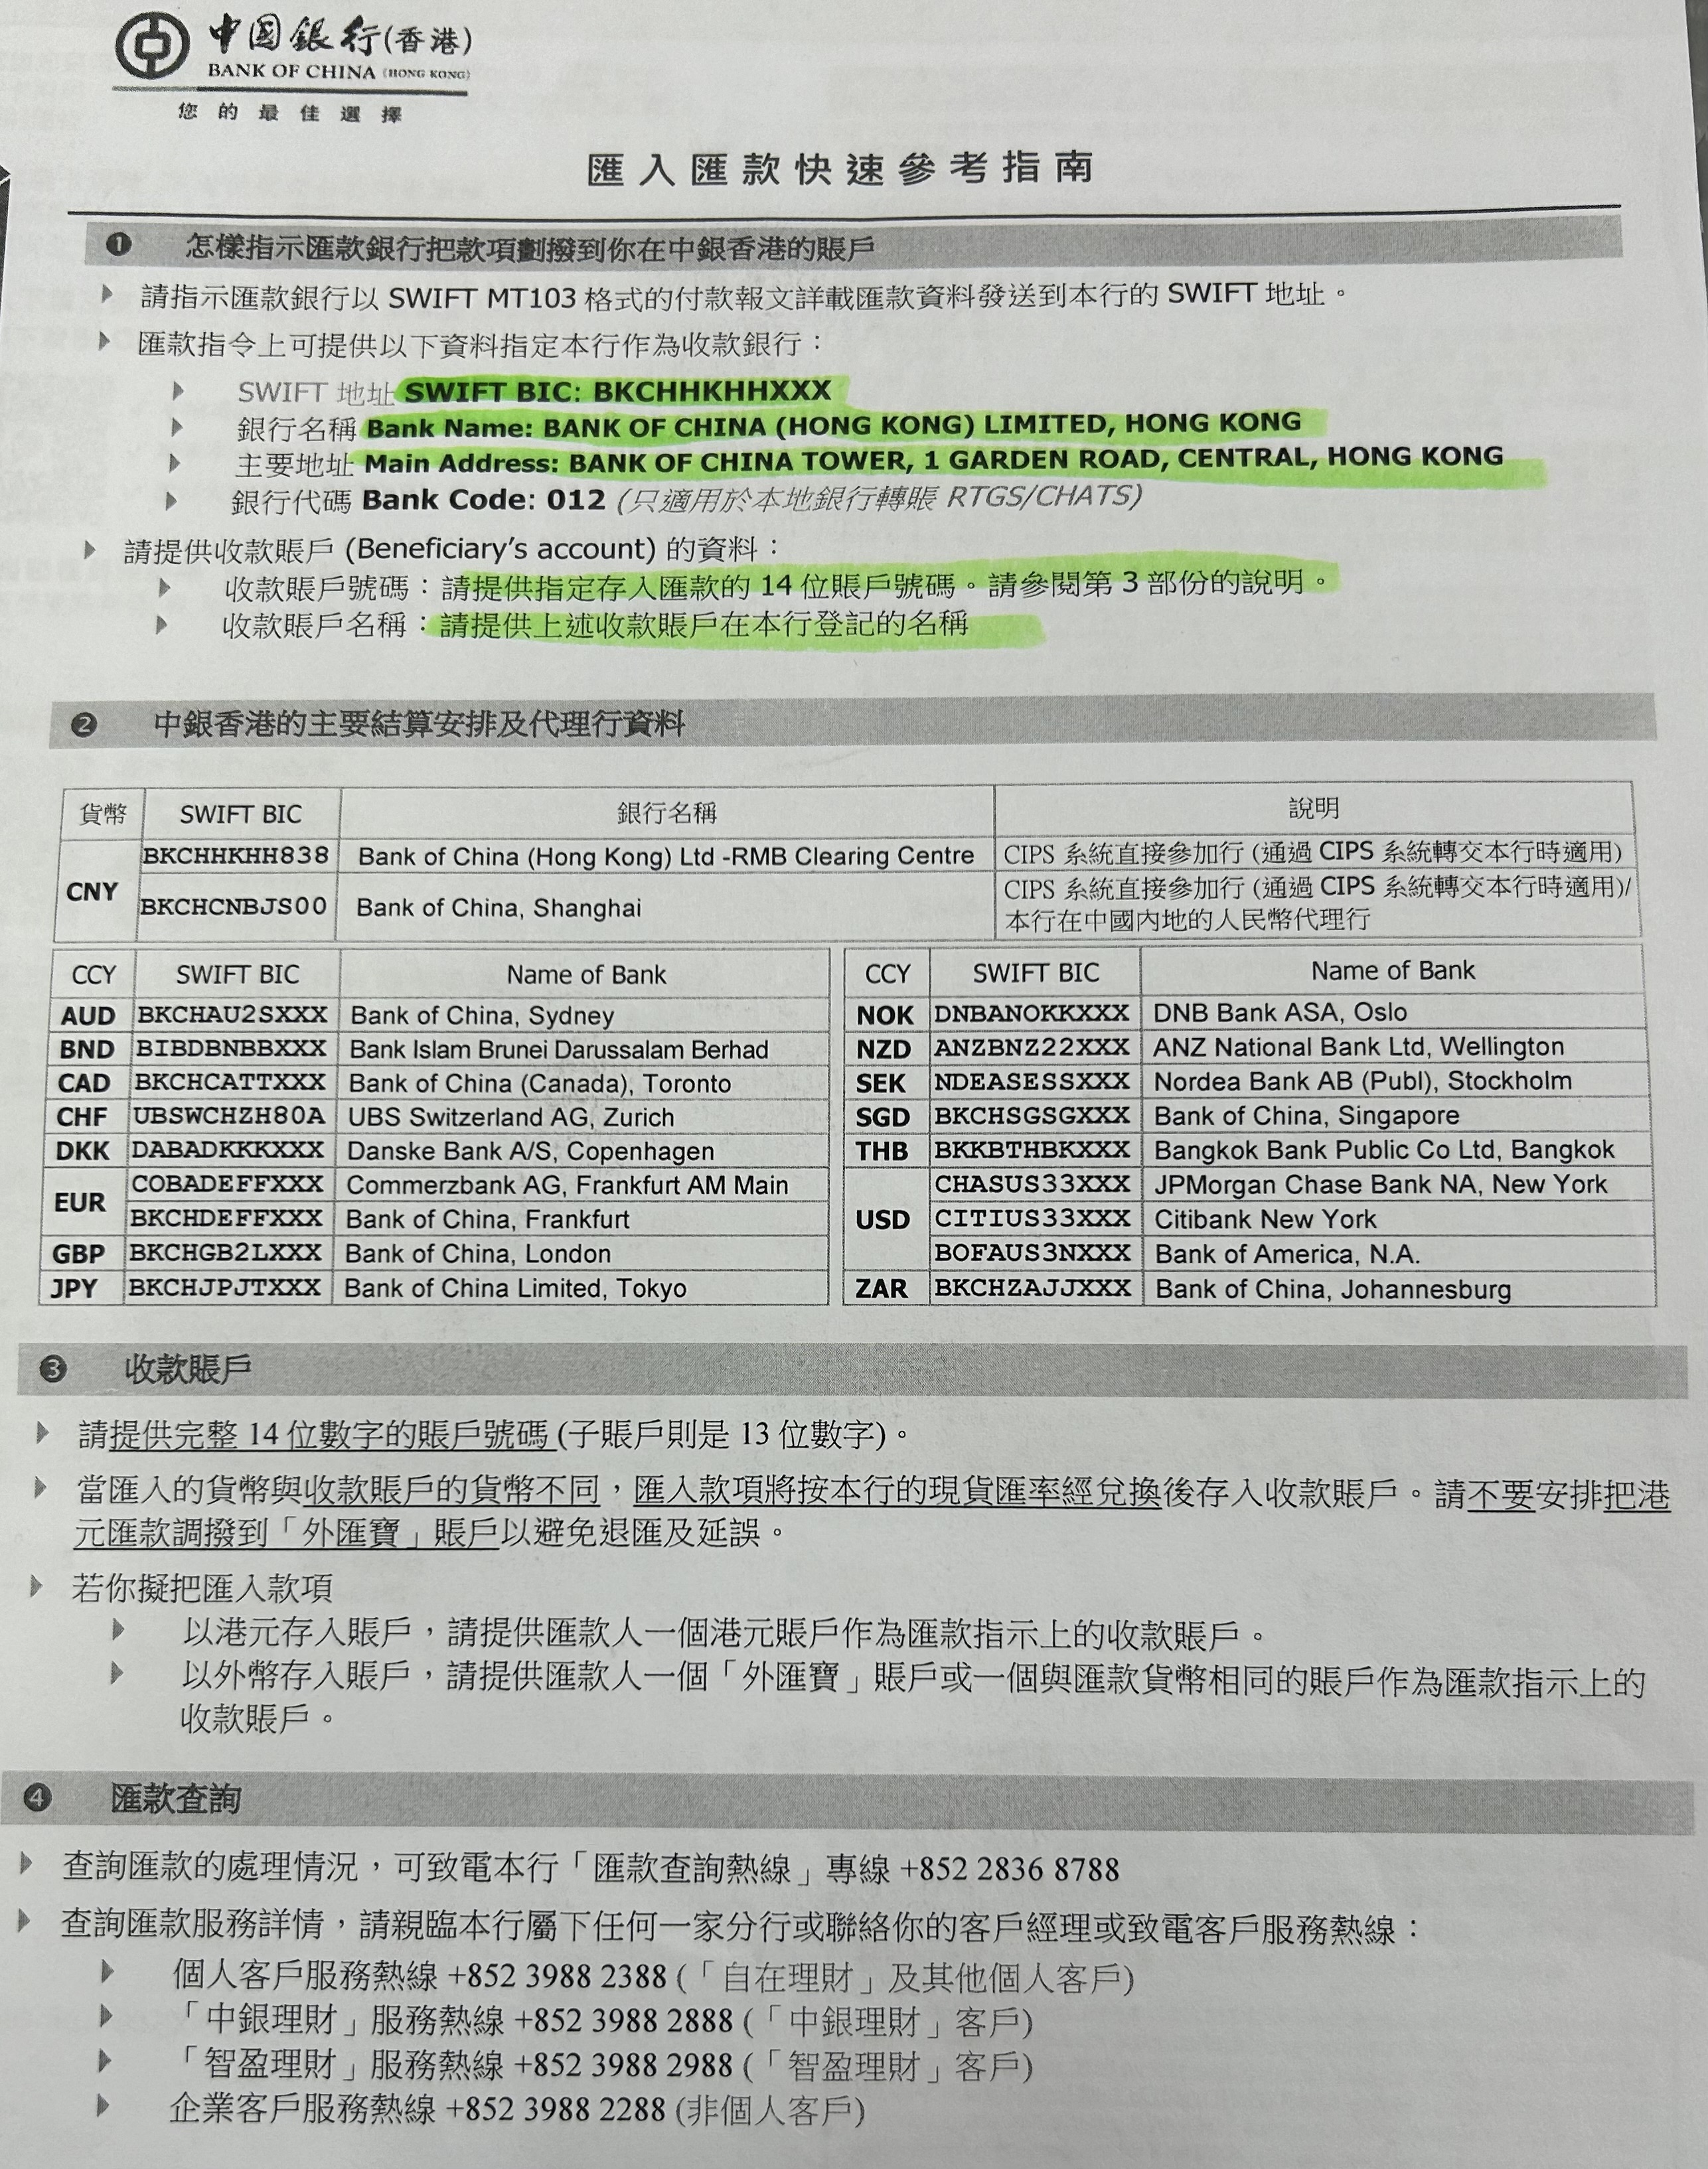 中国銀行(香港)
BANK OF CHINA (HONG KONG)
您的最佳選擇
匯入匯款快速參考指南
❶ 怎樣指示匯款銀行把款項劃撥到你在中銀香港的賬戶
請指示匯款銀行以 SWIFT MT103 格式的付款報文詳載匯款資料發送到本行的 SWIFT 地址。
匯款指令上可提供以下資料指定本行作為收款銀行：
SWIFT 地址 SWIFT BIC: BKCHHKHHXXX
銀行名稱 Bank Name: BANK OF CHINA (HONG KONG) LIMITED, HONG KONG
主要地址 Main Address: BANK OF CHINA TOWER, 1 GARDEN ROAD, CENTRAL, HONG KONG
銀行代碼 Bank Code: 012 (只適用於本地銀行轉賬 RTGS/CHATS)
請提供收款賬戶 (Beneficiary's account) 的資料：
收款賬戶號碼：請提供指定存入匯款的 14 位賬戶號碼。請參閱第 3 部份的說明。
收款賬戶名稱：請提供上述收款賬戶在本行登記的名稱
❷ 中銀香港的主要結算安排及代理行資料
貨幣 SWIFT BIC 銀行名稱 說明
CNY BKCHHKHH838 Bank of China (Hong Kong) Ltd -RMB Clearing Centre CIPS 系統直接參加行 (通過 CIPS 系統轉交本行時適用)
BKCHCNBJS00 Bank of China, Shanghai CIPS 系統直接參加行 (通過 CIPS 系統轉交本行時適用)/
本行在中國內地的人民幣代理行
CCY SWIFT BIC Name of Bank CCY SWIFT BIC Name of Bank
AUD BKCHAU2SXXX Bank of China, Sydney NOK DNBANOKKXXX DNB Bank ASA, Oslo
BND BIBDBNBBXXX Bank Islam Brunei Darussalam Berhad NZD ANZBNZ22XXX ANZ National Bank Ltd, Wellington
CAD BKCHCATTXXX Bank of China (Canada), Toronto SEK NDEASESSXXX Nordea Bank AB (Publ), Stockholm
CHF UBSWCHZH80A UBS Switzerland AG, Zurich SGD BKCHSGSGXXX Bank of China, Singapore
DKK DABADKKKXXX Danske Bank A/S, Copenhagen THB BKKBTHBKXXX Bangkok Bank Public Co Ltd, Bangkok
EUR COBADEFFXXX Commerzbank AG, Frankfurt AM Main USD CHASUS33XXX JPMorgan Chase Bank NA, New York
BKCHDEFFXXX Bank of China, Frankfurt CITIUS33XXX Citibank New York
GBP BKCHGB2LXXX Bank of China, London BOFAUS3NXXX Bank of America, N.A.
JPY BKCHJPJTXXX Bank of China Limited, Tokyo ZAR BKCHZAJJXXX Bank of China, Johannesburg
❸ 收款賬戶
請提供完整 14 位數字的賬戶號碼 (子賬戶則是 13 位數字)。
當匯入的貨幣與收款賬戶的貨幣不同，匯入款項將按本行的現貨匯率經兌換後存入收款賬戶。請不要安排把港
元匯款調撥到「外匯寶」賬戶以避免退匯及延誤。
若你擬把匯入款項
以港元存入賬戶，請提供匯款人一個港元賬戶作為匯款指示上的收款賬戶。
以外幣存入賬戶，請提供匯款人一個「外匯寶」賬戶或一個與匯款貨幣相同的賬戶作為匯款指示上的
收款賬戶。
❹ 匯款查詢
查詢匯款的處理情況，可致電本行「匯款查詢熱線」專線 +852 2836 8788
查詢匯款服務詳情，請親臨本行屬下任何一家分行或聯絡你的客戶經理或致電客戶服務熱線：
個人客戶服務熱線 +852 3988 2388 (「自在理財」及其他個人客戶)
「中銀理財」服務熱線 +852 3988 2888 (「中銀理財」客戶)
「智盈理財」服務熱線 +852 3988 2988 (「智盈理財」客戶)
企業客戶服務熱線 +852 3988 2288 (非個人客戶)